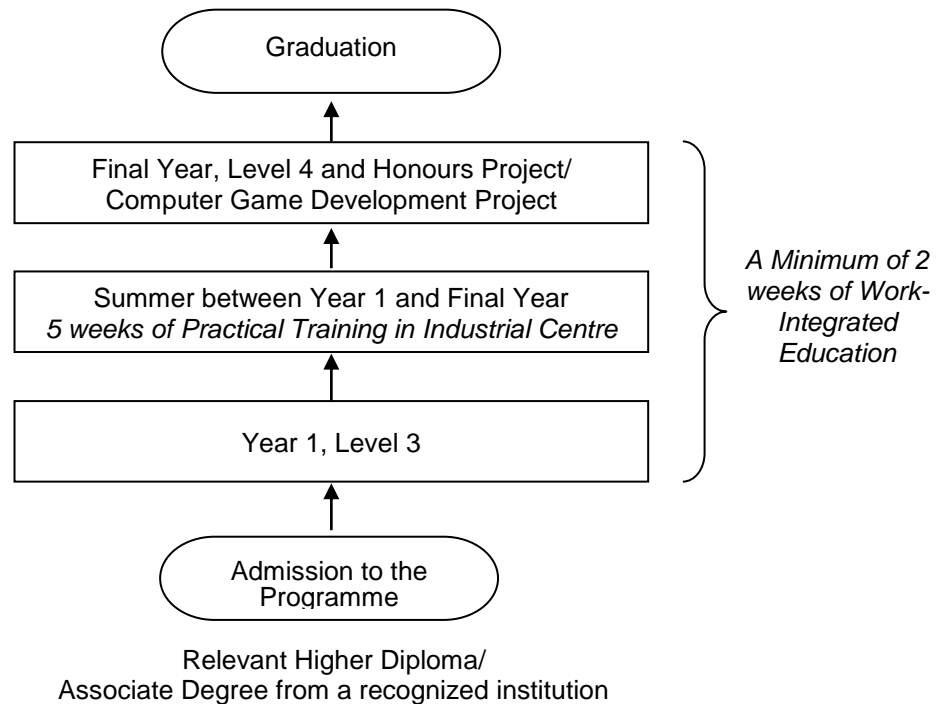 Graduation
Final Year, Level 4 and Honours Project/
Computer Game Development Project
Summer between Year 1 and Final Year
5 weeks of Practical Training in Industrial Centre
Year 1, Level 3
A Minimum of 2
weeks of Work-
Integrated
Education
Admission to the
Programme
Relevant Higher Diploma/
Associate Degree from a recognized institution